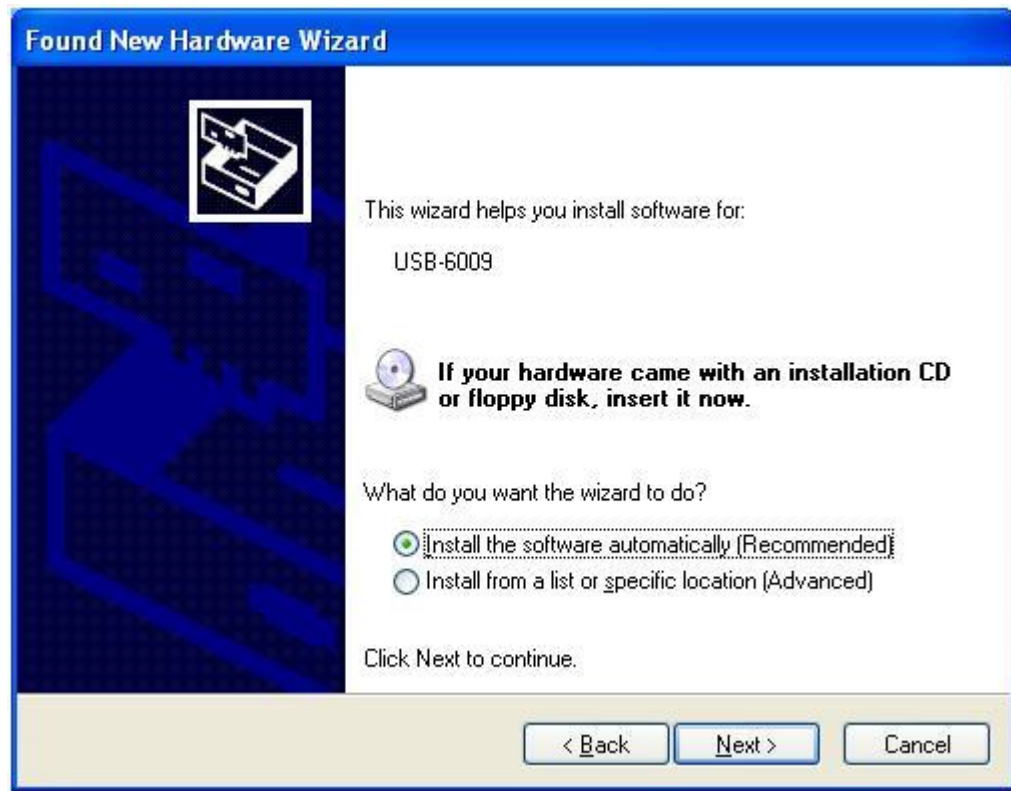 Found New Hardware Wizard
This wizard helps you install software for:
USB-6009
If your hardware came with an installation CD
or floppy disk, insert it now.
What do you want the wizard to do?
Install the software automatically (Recommended)
Install from a list or specific location (Advanced)
Click Next to continue.
< Back Next > Cancel